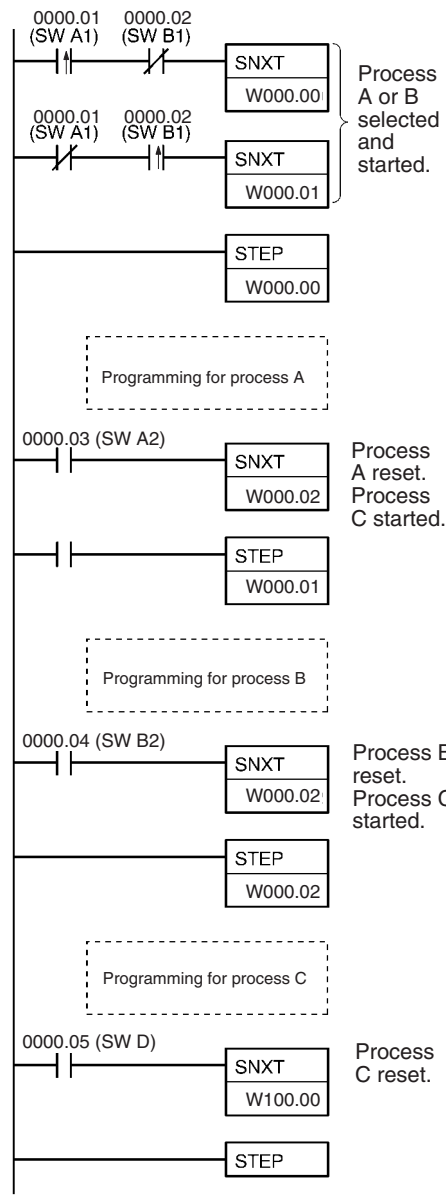 0000.01 0000.02
(SW A1) (SW B1)
SNXT
W000.00
Process
A or B
selected
and
started.
0000.01 0000.02
(SW A1) (SW B1)
SNXT
W000.01
STEP
W000.00
Programming for process A
0000.03 (SW A2)
SNXT
W000.02
Process
A reset.
Process
C started.
STEP
W000.01
Programming for process B
0000.04 (SW B2)
SNXT
W000.02
Process B
reset.
Process C
started.
STEP
W000.02
Programming for process C
0000.05 (SW D)
SNXT
W100.00
Process
C reset.
STEP